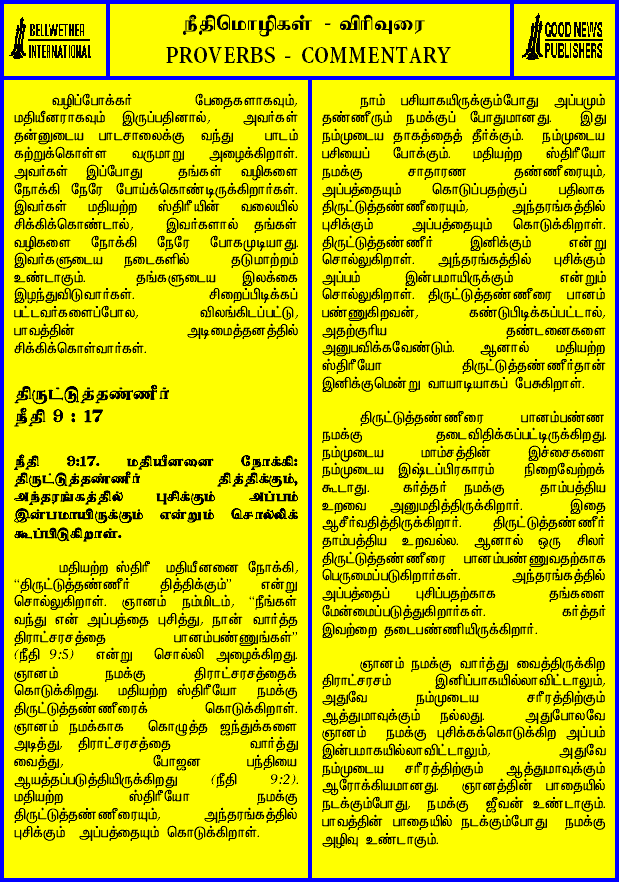 BELLWETHER
INTERNATIONAL
நீதிமொழிகள் - விரிவுரை
PROVERBS - COMMENTARY
GOOD NEWS
PUBLISHERS
வழிப்போக்கர் பேதைகளாகவும்,
மதியீனராகவும் இருப்பதினால், அவர்கள்
தன்னுடைய பாடசாலைக்கு வந்து பாடம்
கற்றுக்கொள்ள வருமாறு அழைக்கிறாள்.
அவர்கள் இப்போது தங்கள் வழிகளை
நோக்கி நேரே போய்க்கொண்டிருக்கிறார்கள்.
இவர்கள் மதியற்ற ஸ்திரீயின் வலையில்
சிக்கிக்கொண்டால், இவர்களால் தங்கள்
வழிகளை நோக்கி நேரே போகமுடியாது.
இவர்களுடைய நடைகளில் தடுமாற்றம்
உண்டாகும். தங்களுடைய இலக்கை
இழந்துவிடுவார்கள். சிறைப்பிடிக்கப்
பட்டவர்களைப்போல, விலங்கிடப்பட்டு,
பாவத்தின் அடிமைத்தனத்தில்
சிக்கிக்கொள்வார்கள்.
திருட்டுத்தண்ணீர்
நீதி 9 : 17
நீதி 9:17. மதியீனனை நோக்கி:
திருட்டுத்தண்ணீர் தித்திக்கும்,
அந்தரங்கத்தில் புசிக்கும் அப்பம்
இன்பமாயிருக்கும் என்றும் சொல்லிக்
கூப்பிடுகிறாள்.
மதியற்ற ஸ்திரீ மதியீனனை நோக்கி,
“திருட்டுத்தண்ணீர் தித்திக்கும்” என்று
சொல்லுகிறாள். ஞானம் நம்மிடம், “நீங்கள்
வந்து என் அப்பத்தை புசித்து, நான் வார்த்த
திராட்சரசத்தை பானம்பண்ணுங்கள்”
(நீதி 9:5) என்று சொல்லி அழைக்கிறது.
ஞானம் நமக்கு திராட்சரசத்தைக்
கொடுக்கிறது. மதியற்ற ஸ்திரீயோ நமக்கு
திருட்டுத்தண்ணீரைக் கொடுக்கிறாள்.
ஞானம் நமக்காக கொழுத்த ஐந்துக்களை
அடித்து, திராட்சரசத்தை வார்த்து
வைத்து, போஜன பந்தியை
ஆயத்தப்படுத்தியிருக்கிறது (நீதி 9:2).
மதியற்ற ஸ்திரீயோ நமக்கு
திருட்டுத்தண்ணீரையும், அந்தரங்கத்தில்
புசிக்கும் அப்பத்தையும் கொடுக்கிறாள்.
நாம் பசியாகயிருக்கும்போது அப்பமும்
தண்ணீரும் நமக்குப் போதுமானது. இது
நம்முடைய தாகத்தைத் தீர்க்கும். நம்முடைய
பசியைப் போக்கும். மதியற்ற ஸ்திரீயோ
நமக்கு சாதாரண தண்ணீரையும்,
அப்பத்தையும் கொடுப்பதற்குப் பதிலாக
திருட்டுத்தண்ணீரையும், அந்தரங்கத்தில்
புசிக்கும் அப்பத்தையும் கொடுக்கிறாள்.
திருட்டுத்தண்ணீர் இனிக்கும் என்று
சொல்லுகிறாள். அந்தரங்கத்தில் புசிக்கும்
அப்பம் இன்பமாயிருக்கும் என்றும்
சொல்லுகிறாள். திருட்டுத்தண்ணீரை பானம்
பண்ணுகிறவன், கண்டுபிடிக்கப்பட்டால்,
அதற்குரிய தண்டனைகளை
அனுபவிக்கவேண்டும். ஆனால் மதியற்ற
ஸ்திரீயோ திருட்டுத்தண்ணீர்தான்
இனிக்குமென்று வாயாடியாகப் பேசுகிறாள்.
திருட்டுத்தண்ணீரை பானம்பண்ண
நமக்கு தடைவிதிக்கப்பட்டிருக்கிறது.
நம்முடைய மாம்சத்தின் இச்சைகளை
நம்முடைய இஷ்டப்பிரகாரம் நிறைவேற்றக்
கூடாது. கர்த்தர் நமக்கு தாம்பத்திய
உறவை அனுமதித்திருக்கிறார். இதை
ஆசீர்வதித்திருக்கிறார். திருட்டுத்தண்ணீர்
தாம்பத்திய உறவல்ல. ஆனால் ஒரு சிலர்
திருட்டுத்தண்ணீரை பானம்பண்ணுவதற்காக
பெருமைப்படுகிறார்கள். அந்தரங்கத்தில்
அப்பத்தைப் புசிப்பதற்காக தங்களை
மேன்மைப்படுத்துகிறார்கள். கர்த்தர்
இவற்றை தடைபண்ணியிருக்கிறார்.
ஞானம் நமக்கு வார்த்து வைத்திருக்கிற
திராட்சரசம் இனிப்பாகயில்லாவிட்டாலும்,
அதுவே நம்முடைய சரீரத்திற்கும்
ஆத்துமாவுக்கும் நல்லது. அதுபோலவே
ஞானம் நமக்கு புசிக்கக்கொடுக்கிற அப்பம்
இன்பமாகயில்லாவிட்டாலும், அதுவே
நம்முடைய சரீரத்திற்கும் ஆத்துமாவுக்கும்
ஆரோக்கியமானது. ஞானத்தின் பாதையில்
நடக்கும்போது, நமக்கு ஜீவன் உண்டாகும்.
பாவத்தின் பாதையில் நடக்கும்போது நமக்கு
அழிவு உண்டாகும்.